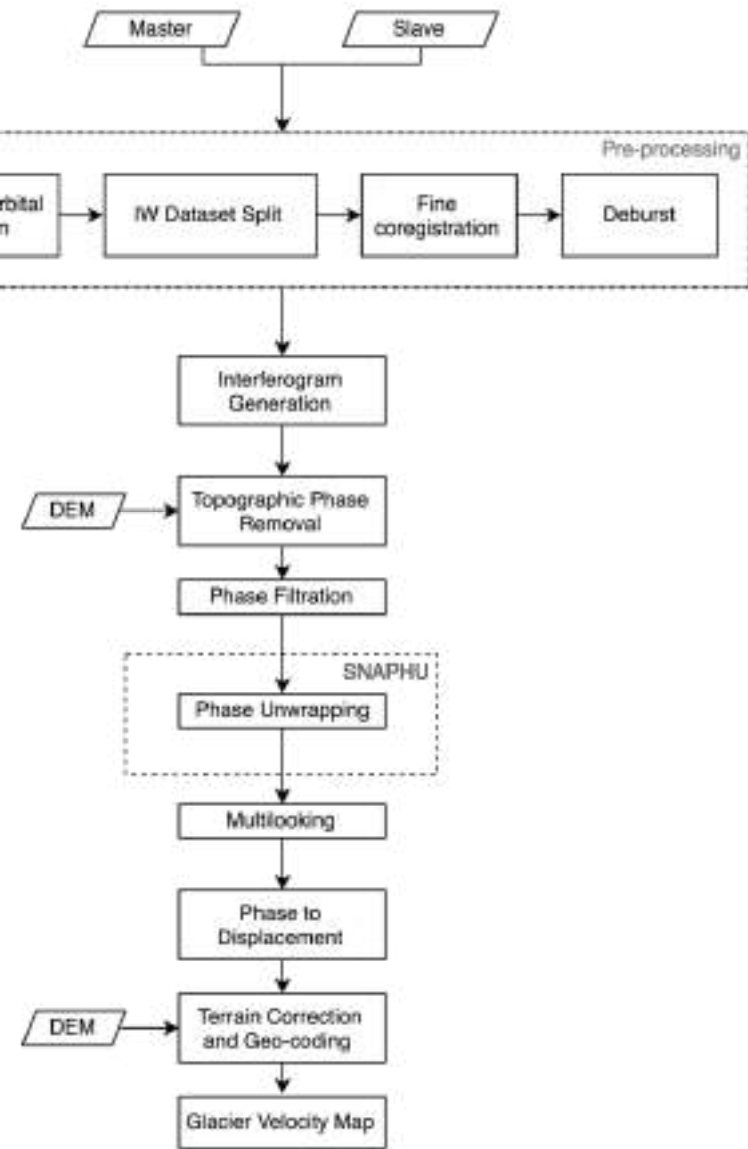 Master
Slave
Pre-processing
rbital
n
IW Dataset Split
Fine
coregistration
Deburst
Interferogram
Generation
DEM
Topographic Phase
Removal
Phase Filtration
SNAPHU
Phase Unwrapping
Multilooking
Phase to
Displacement
DEM
Terrain Correction
and Geo-coding
Glacier Velocity Map